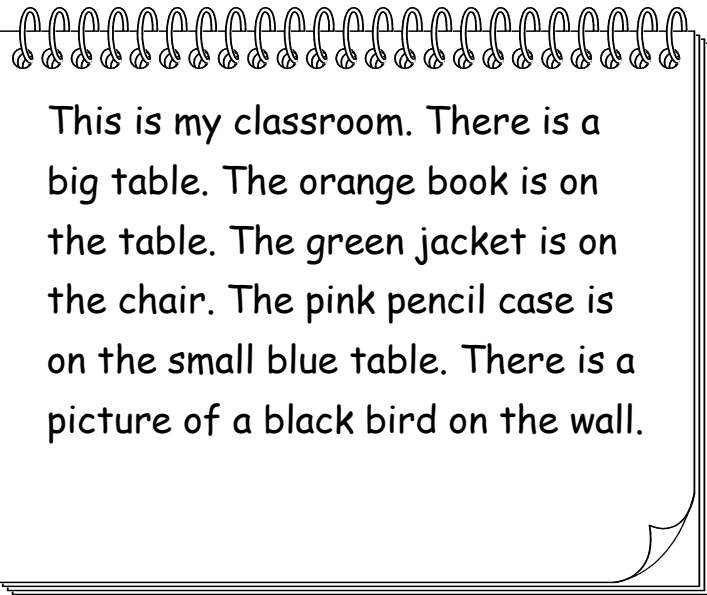 This is my classroom. There is a
big table. The orange book is on
the table. The green jacket is on
the chair. The pink pencil case is
on the small blue table. There is a
picture of a black bird on the wall.